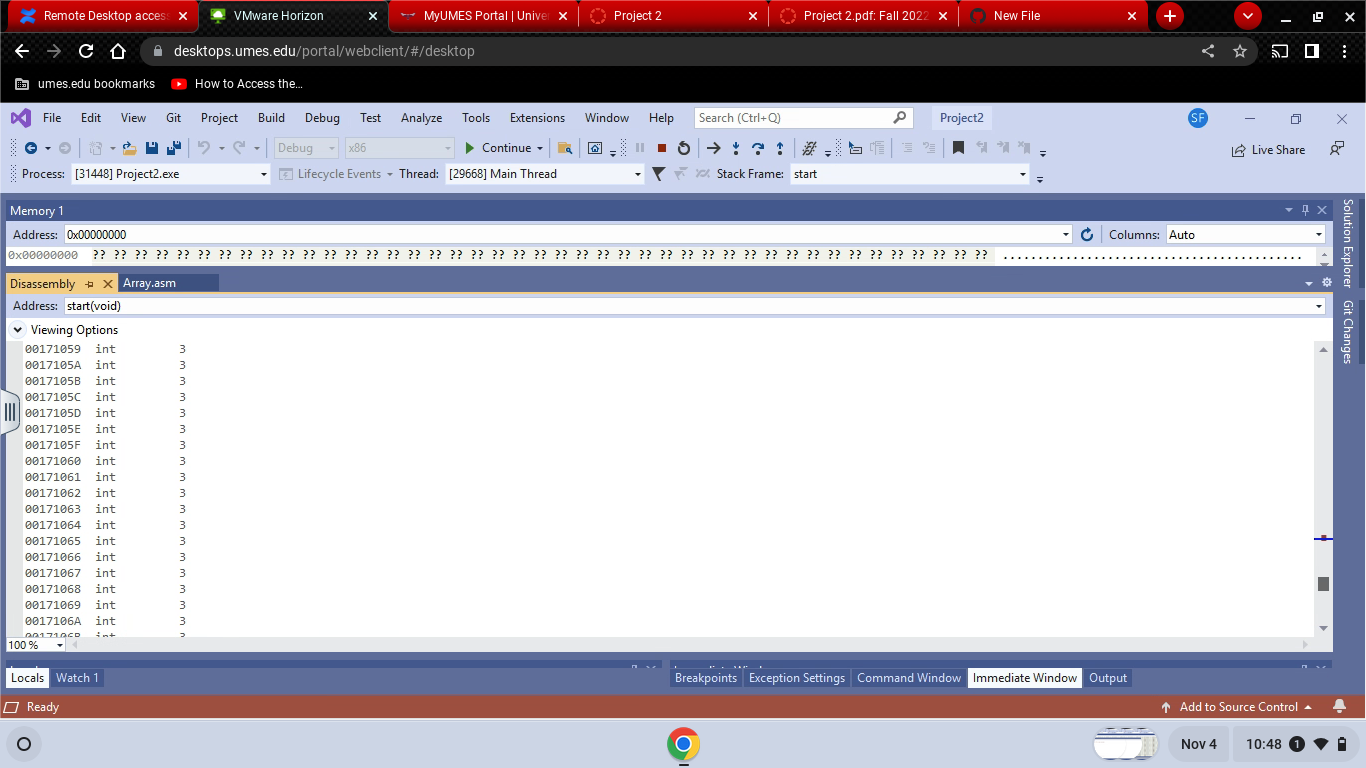 Remote Desktop acces
VMware Horizon
MyUMES Portal | Unive
Project 2
Project 2.pdf: Fall 2022
New File
desktops.umes.edu/portal/webclient/#/desktop
umes.edu bookmarks
How to Access the...
File Edit View Git Project Build Debug Test Analyze Tools Extensions Window Help Search (Ctrl+Q) Project2 SF
Debug x86 Continue Live Share
Process: [31448] Project2.exe Lifecycle Events Thread: [29668] Main Thread Stack Frame: start
Memory 1
Address: 0x00000000 Columns: Auto
0x00000000 ?? ?? ?? ?? ?? ?? ?? ?? ?? ?? ?? ?? ?? ?? ?? ?? ?? ?? ?? ?? ?? ?? ?? ?? ?? ?? ?? ?? ?? ?? ?? ?? ?? ?? ?? ?? ?? ?? ?? ?? ?? ?? ?? ...........................................
Disassembly Array.asm
Address: start(void)
Viewing Options
00171059 int 3
0017105A int 3
0017105B int 3
0017105C int 3
0017105D int 3
0017105E int 3
0017105F int 3
00171060 int 3
00171061 int 3
00171062 int 3
00171063 int 3
00171064 int 3
00171065 int 3
00171066 int 3
00171067 int 3
00171068 int 3
00171069 int 3
0017106A int 3
0017106B int 3
100 %
Locals Watch 1
Breakpoints Exception Settings Command Window Immediate Window Output
Ready
Add to Source Control
Solution Explorer
Git Changes
Nov 4
10:48 1